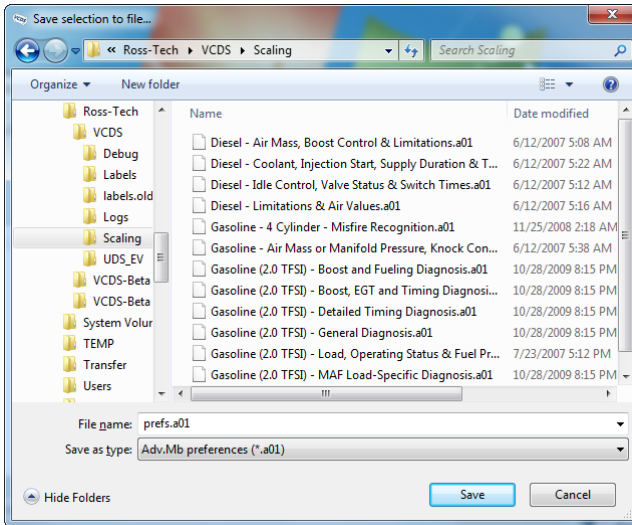 VCDS Save selection to file...
« Ross-Tech ▸ VCDS ▸ Scaling
Search Scaling
Organize New folder
Ross-Tech
VCDS
Debug
Labels
labels.old
Logs
Scaling
UDS_EV
VCDS-Beta
VCDS-Beta
System Volur
TEMP
Transfer
Users
Name Date modified
Diesel - Air Mass, Boost Control & Limitations.a01 6/12/2007 5:08 AM
Diesel - Coolant, Injection Start, Supply Duration & T... 6/12/2007 5:22 AM
Diesel - Idle Control, Valve Status & Switch Times.a01 6/12/2007 5:12 AM
Diesel - Limitations & Air Values.a01 6/12/2007 5:16 AM
Gasoline - 4 Cylinder - Misfire Recognition.a01 11/25/2008 2:18 AM
Gasoline - Air Mass or Manifold Pressure, Knock Con... 6/12/2007 5:38 AM
Gasoline (2.0 TFSI) - Boost and Fueling Diagnosis.a01 10/28/2009 8:15 PM
Gasoline (2.0 TFSI) - Boost, EGT and Timing Diagnosi... 10/28/2009 8:15 PM
Gasoline (2.0 TFSI) - Detailed Timing Diagnosis.a01 10/28/2009 8:15 PM
Gasoline (2.0 TFSI) - General Diagnosis.a01 10/28/2009 8:15 PM
Gasoline (2.0 TFSI) - Load, Operating Status & Fuel Pr... 7/23/2007 5:12 PM
Gasoline (2.0 TFSI) - MAF Load-Specific Diagnosis.a01 10/28/2009 8:15 PM
File name: prefs.a01
Save as type: Adv.Mb preferences (*.a01)
Hide Folders
Save Cancel